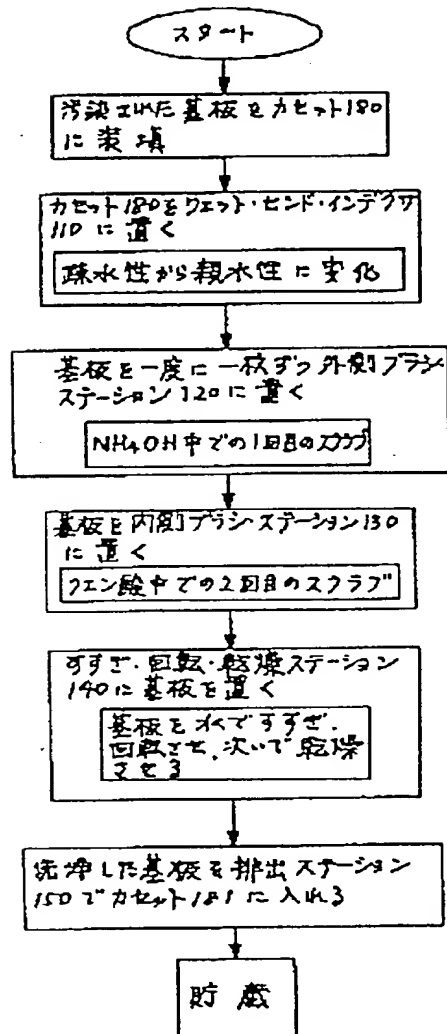 スタート
汚染された基板をカセット180
に装填
カセット180をウェット・センド・インデクサ
110に置く
疎水性から親水性に変化
基板を一度に一枚ずつ外側ブラシ
ステーション120に置く
NH4OH中での1回目のスクラブ
基板を内側ブラシ・ステーション130
に置く
クエン酸中での2回目のスクラブ
すすぎ・回転・乾燥ステーション
140に基板を置く
基板を水ですすぎ、
回転させ、次いで乾燥
させる
洗浄した基板を排出ステーション
150でカセット181に入れる
貯蔵